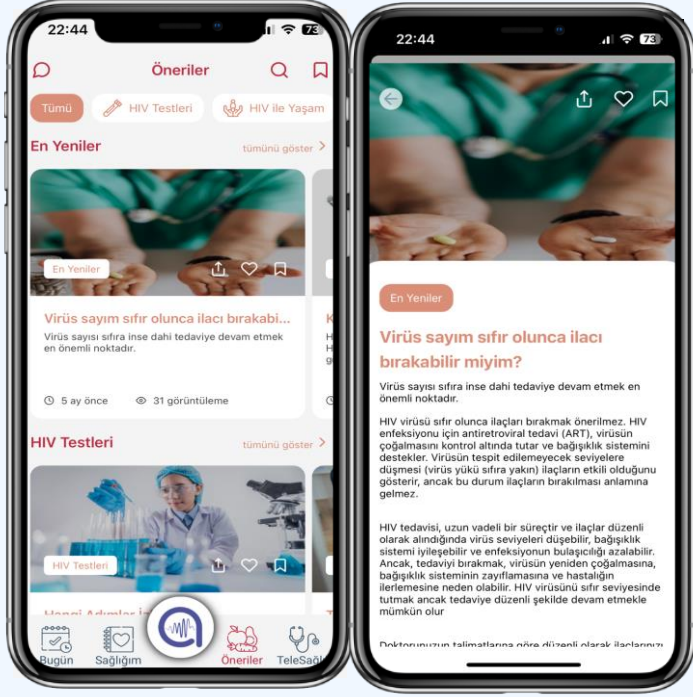 22:44
73
Öneriler
Tümü
HIV Testleri
HIV ile Yaşam
En Yeniler
tümünü göster >
En Yeniler
Virüs sayım sıfır olunca ilacı bırakabi...
Virüs sayısı sıfıra inse dahi tedaviye devam etmek
en önemli noktadır.
5 ay önce
31 görüntüleme
HIV Testleri
tümünü göster >
HIV Testleri
Bugün
Sağlığım
Öneriler
22:44
73
En Yeniler
Virüs sayım sıfır olunca ilacı
bırakabilir miyim?
Virüs sayısı sıfıra inse dahi tedaviye devam etmek en
önemli noktadır.
HIV virüsü sıfır olunca ilaçları bırakmak önerilmez. HIV
enfeksiyonu için antiretroviral tedavi (ART), virüsün
çoğalmasını kontrol altında tutar ve bağışıklık sistemini
destekler. Virüsün tespit edilemeyecek seviyelere
düşmesi (virüs yükü sıfıra yakın) ilaçların etkili olduğunu
gösterir, ancak bu durum ilaçların bırakılması anlamına
gelmez.
HIV tedavisi, uzun vadeli bir süreçtir ve ilaçlar düzenli
olarak alındığında virüs seviyeleri düşebilir, bağışıklık
sistemi iyileşebilir ve enfeksiyonun bulaşıcılığı azalabilir.
Ancak, tedaviyi bırakmak, virüsün yeniden çoğalmasına,
bağışıklık sisteminin zayıflamasına ve hastalığın
ilerlemesine neden olabilir. HIV virüsünü sıfır seviyesinde
tutmak ancak tedaviye düzenli şekilde devam etmekle
mümkün olur
Doktorunuzun talimatlarına göre düzenli olarak ilaçlarınızı